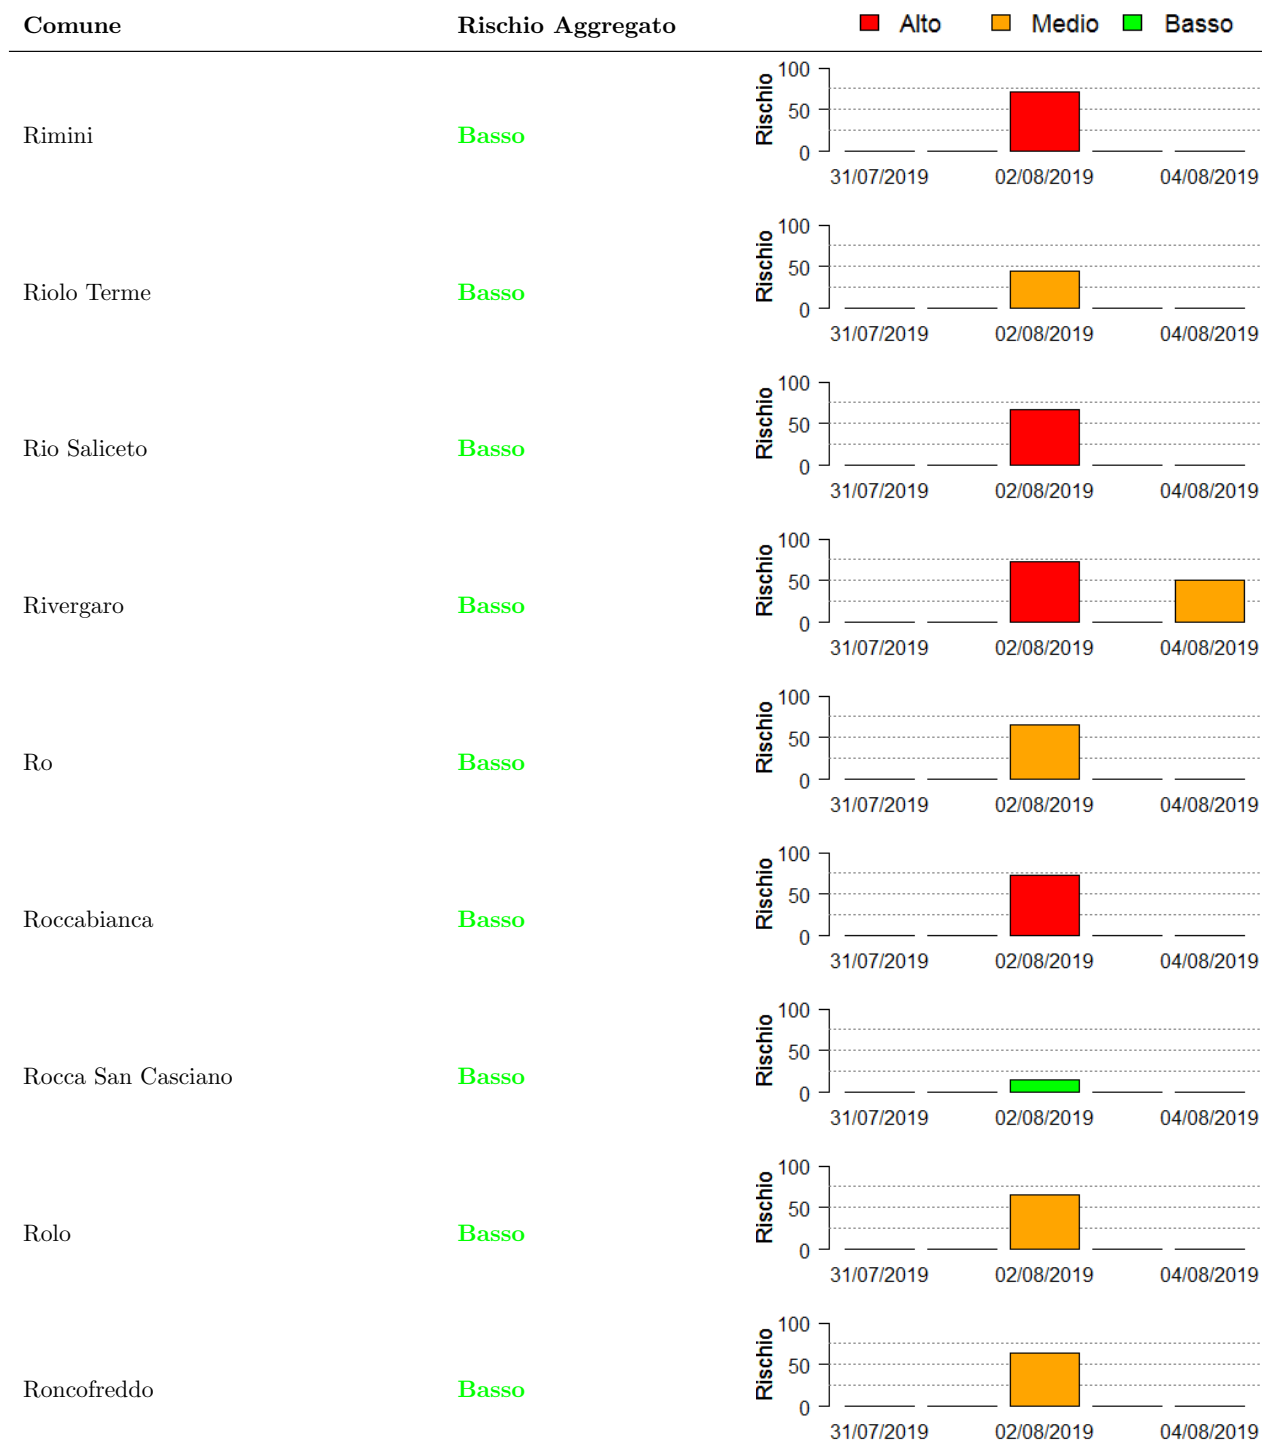 Comune Rischio Aggregato Alto Medio Basso
Rimini Basso
Rischio
100
50
0
31/07/2019 02/08/2019 04/08/2019
Riolo Terme Basso
Rischio
100
50
0
31/07/2019 02/08/2019 04/08/2019
Rio Saliceto Basso
Rischio
100
50
0
31/07/2019 02/08/2019 04/08/2019
Rivergaro Basso
Rischio
100
50
0
31/07/2019 02/08/2019 04/08/2019
Ro Basso
Rischio
100
50
0
31/07/2019 02/08/2019 04/08/2019
Roccabianca Basso
Rischio
100
50
0
31/07/2019 02/08/2019 04/08/2019
Rocca San Casciano Basso
Rischio
100
50
0
31/07/2019 02/08/2019 04/08/2019
Rolo Basso
Rischio
100
50
0
31/07/2019 02/08/2019 04/08/2019
Roncofreddo Basso
Rischio
100
50
0
31/07/2019 02/08/2019 04/08/2019